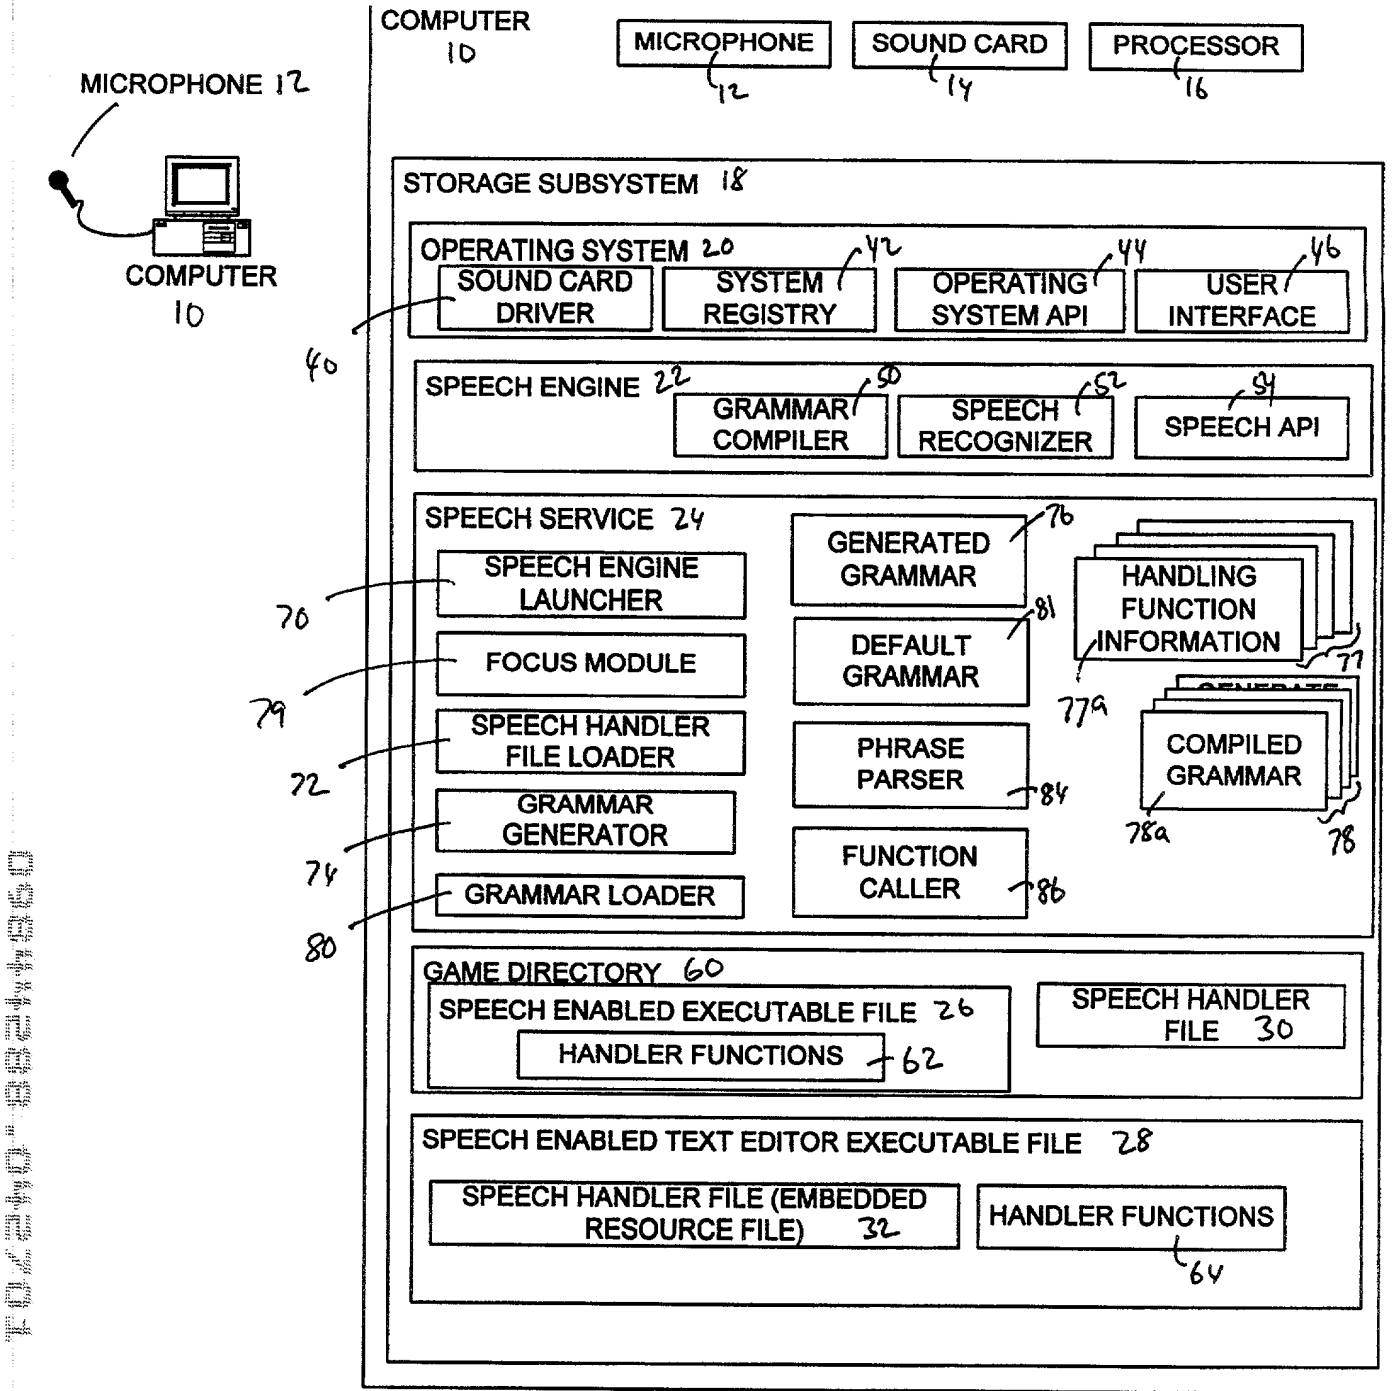 COMPUTER
10
MICROPHONE
12
SOUND CARD
14
PROCESSOR
16
MICROPHONE 12
COMPUTER
10
STORAGE SUBSYSTEM 18
OPERATING SYSTEM 20
42
44
46
SOUND CARD
DRIVER
SYSTEM
REGISTRY
OPERATING
SYSTEM API
USER
INTERFACE
40
SPEECH ENGINE 22
50
52
54
GRAMMAR
COMPILER
SPEECH
RECOGNIZER
SPEECH API
SPEECH SERVICE 24
SPEECH ENGINE
LAUNCHER
70
FOCUS MODULE
79
SPEECH HANDLER
FILE LOADER
72
GRAMMAR
GENERATOR
74
GRAMMAR LOADER
80
76
GENERATED
GRAMMAR
81
DEFAULT
GRAMMAR
PHRASE
PARSER
84
FUNCTION
CALLER
86
HANDLING
FUNCTION
INFORMATION
77
77a
GENERATE
COMPILED
GRAMMAR
78a
78
GAME DIRECTORY 60
SPEECH ENABLED EXECUTABLE FILE 26
HANDLER FUNCTIONS 62
SPEECH HANDLER
FILE 30
SPEECH ENABLED TEXT EDITOR EXECUTABLE FILE 28
SPEECH HANDLER FILE (EMBEDDED
RESOURCE FILE) 32
HANDLER FUNCTIONS
64